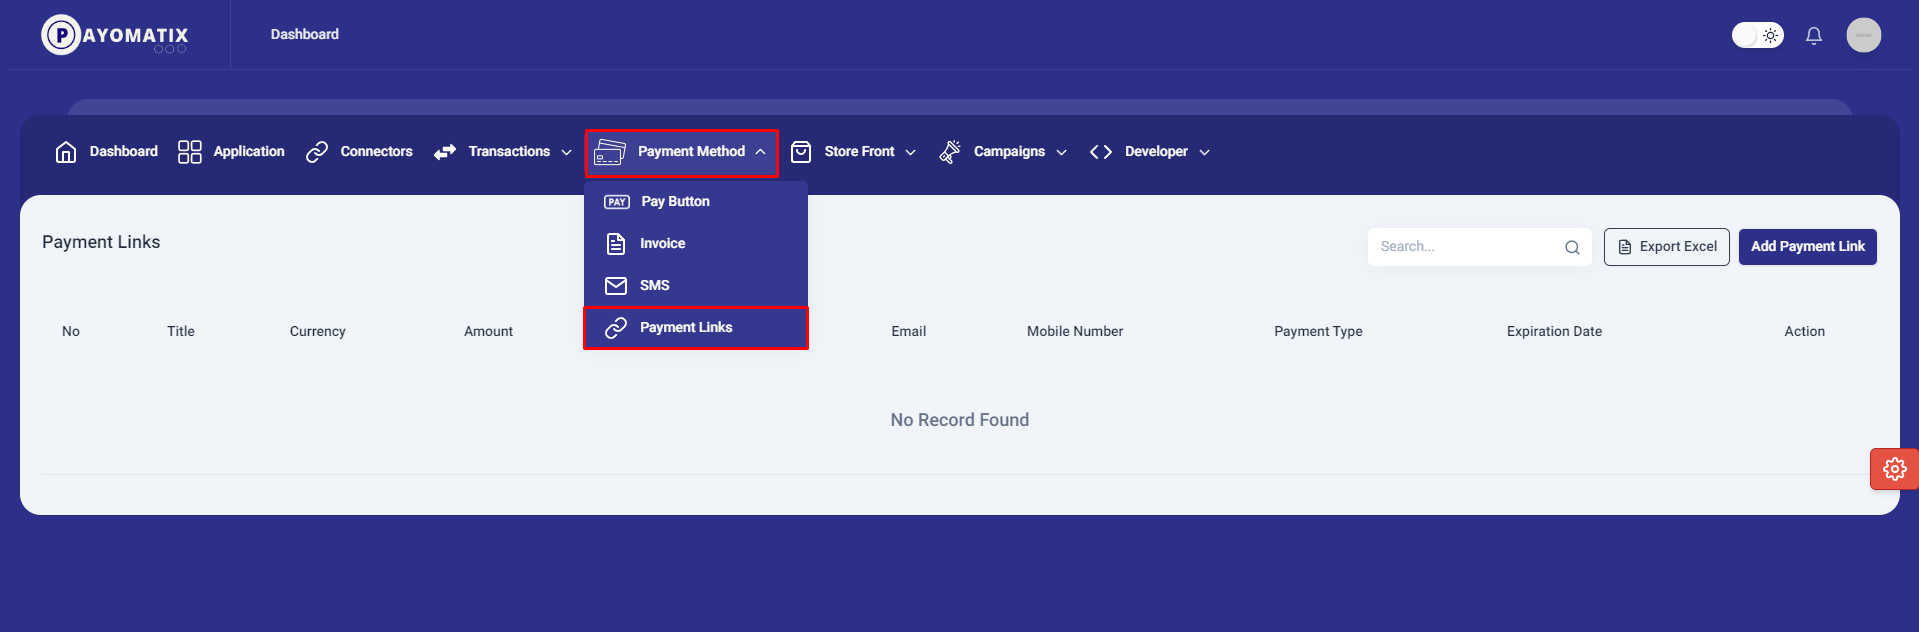 PAYOMATIX
Dashboard
Dashboard Application Connectors Transactions Payment Method Store Front Campaigns Developer
PAY Pay Button
Invoice
SMS
Payment Links
Payment Links
Search...
Export Excel
Add Payment Link
No Title Currency Amount Email Mobile Number Payment Type Expiration Date Action
No Record Found